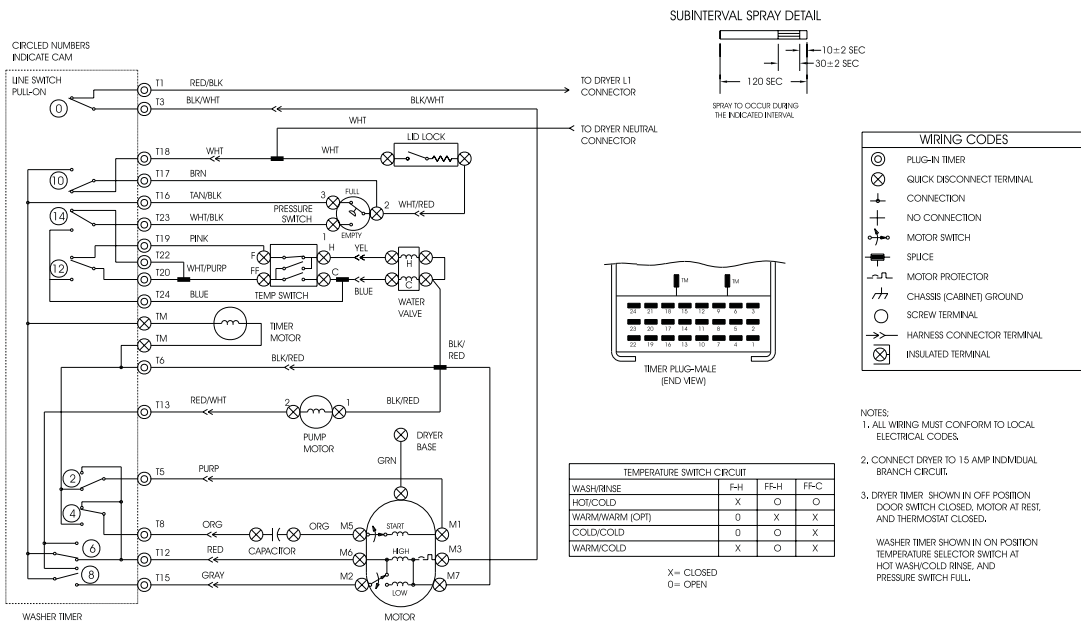 SUBINTERVAL SPRAY DETAIL
10±2 SEC
30±2 SEC
120 SEC
SPRAY TO OCCUR DURING
THE INDICATED INTERVAL
CIRCLED NUMBERS
INDICATE CAM
LINE SWITCH
PULL-ON
0
T1 RED/BLK
TO DRYER L1
CONNECTOR
T3 BLK/WHT BLK/WHT
WHT
TO DRYER NEUTRAL
CONNECTOR
LID LOCK
T18 WHT WHT
10
T17 BRN
T16 TAN/BLK
3 FULL
14
PRESSURE
SWITCH
2 WHT/RED
T23 WHT/BLK
1 EMPTY
T19 PINK
F H YEL
H
T22
12
WHT/PURP
FF C
C
T20
BLUE
T24 BLUE
TEMP SWITCH
WATER
VALVE
TM
TIMER
MOTOR
TM
BLK/
RED
T6 BLK/RED
T13 RED/WHT
2 1 BLK/RED
PUMP
MOTOR
DRYER
BASE
GRN
2
T5 PURP
4
T8 ORG ORG M5 START M1
CAPACITOR
6
T12 RED M6 HIGH M3
8
T15 GRAY M2 LOW M7
WASHER TIMER
MOTOR
TM TM
24 21 18 15 12 9 6 3
23 20 17 14 11 8 5 2
22 19 16 13 10 7 4 1
TIMER PLUG-MALE
(END VIEW)
TEMPERATURE SWITCH CIRCUIT
WASH/RINSE F-H FF-H FF-C
HOT/COLD X O O
WARM/WARM (OPT) 0 X X
COLD/COLD 0 O X
WARM/COLD X O X
X= CLOSED
0= OPEN
WIRING CODES
PLUG-IN TIMER
QUICK DISCONNECT TERMINAL
CONNECTION
NO CONNECTION
MOTOR SWITCH
SPLICE
MOTOR PROTECTOR
CHASSIS (CABINET) GROUND
SCREW TERMINAL
HARNESS CONNECTOR TERMINAL
INSULATED TERMINAL
NOTES;
1. ALL WIRING MUST CONFORM TO LOCAL
ELECTRICAL CODES.
2. CONNECT DRYER TO 15 AMP INDIVIDUAL
BRANCH CIRCUIT.
3. DRYER TIMER SHOWN IN OFF POSITION
DOOR SWITCH CLOSED, MOTOR AT REST,
AND THERMOSTAT CLOSED.
WASHER TIMER SHOWN IN ON POSITION
TEMPERATURE SELECTOR SWITCH AT
HOT WASH/COLD RINSE, AND
PRESSURE SWITCH FULL.